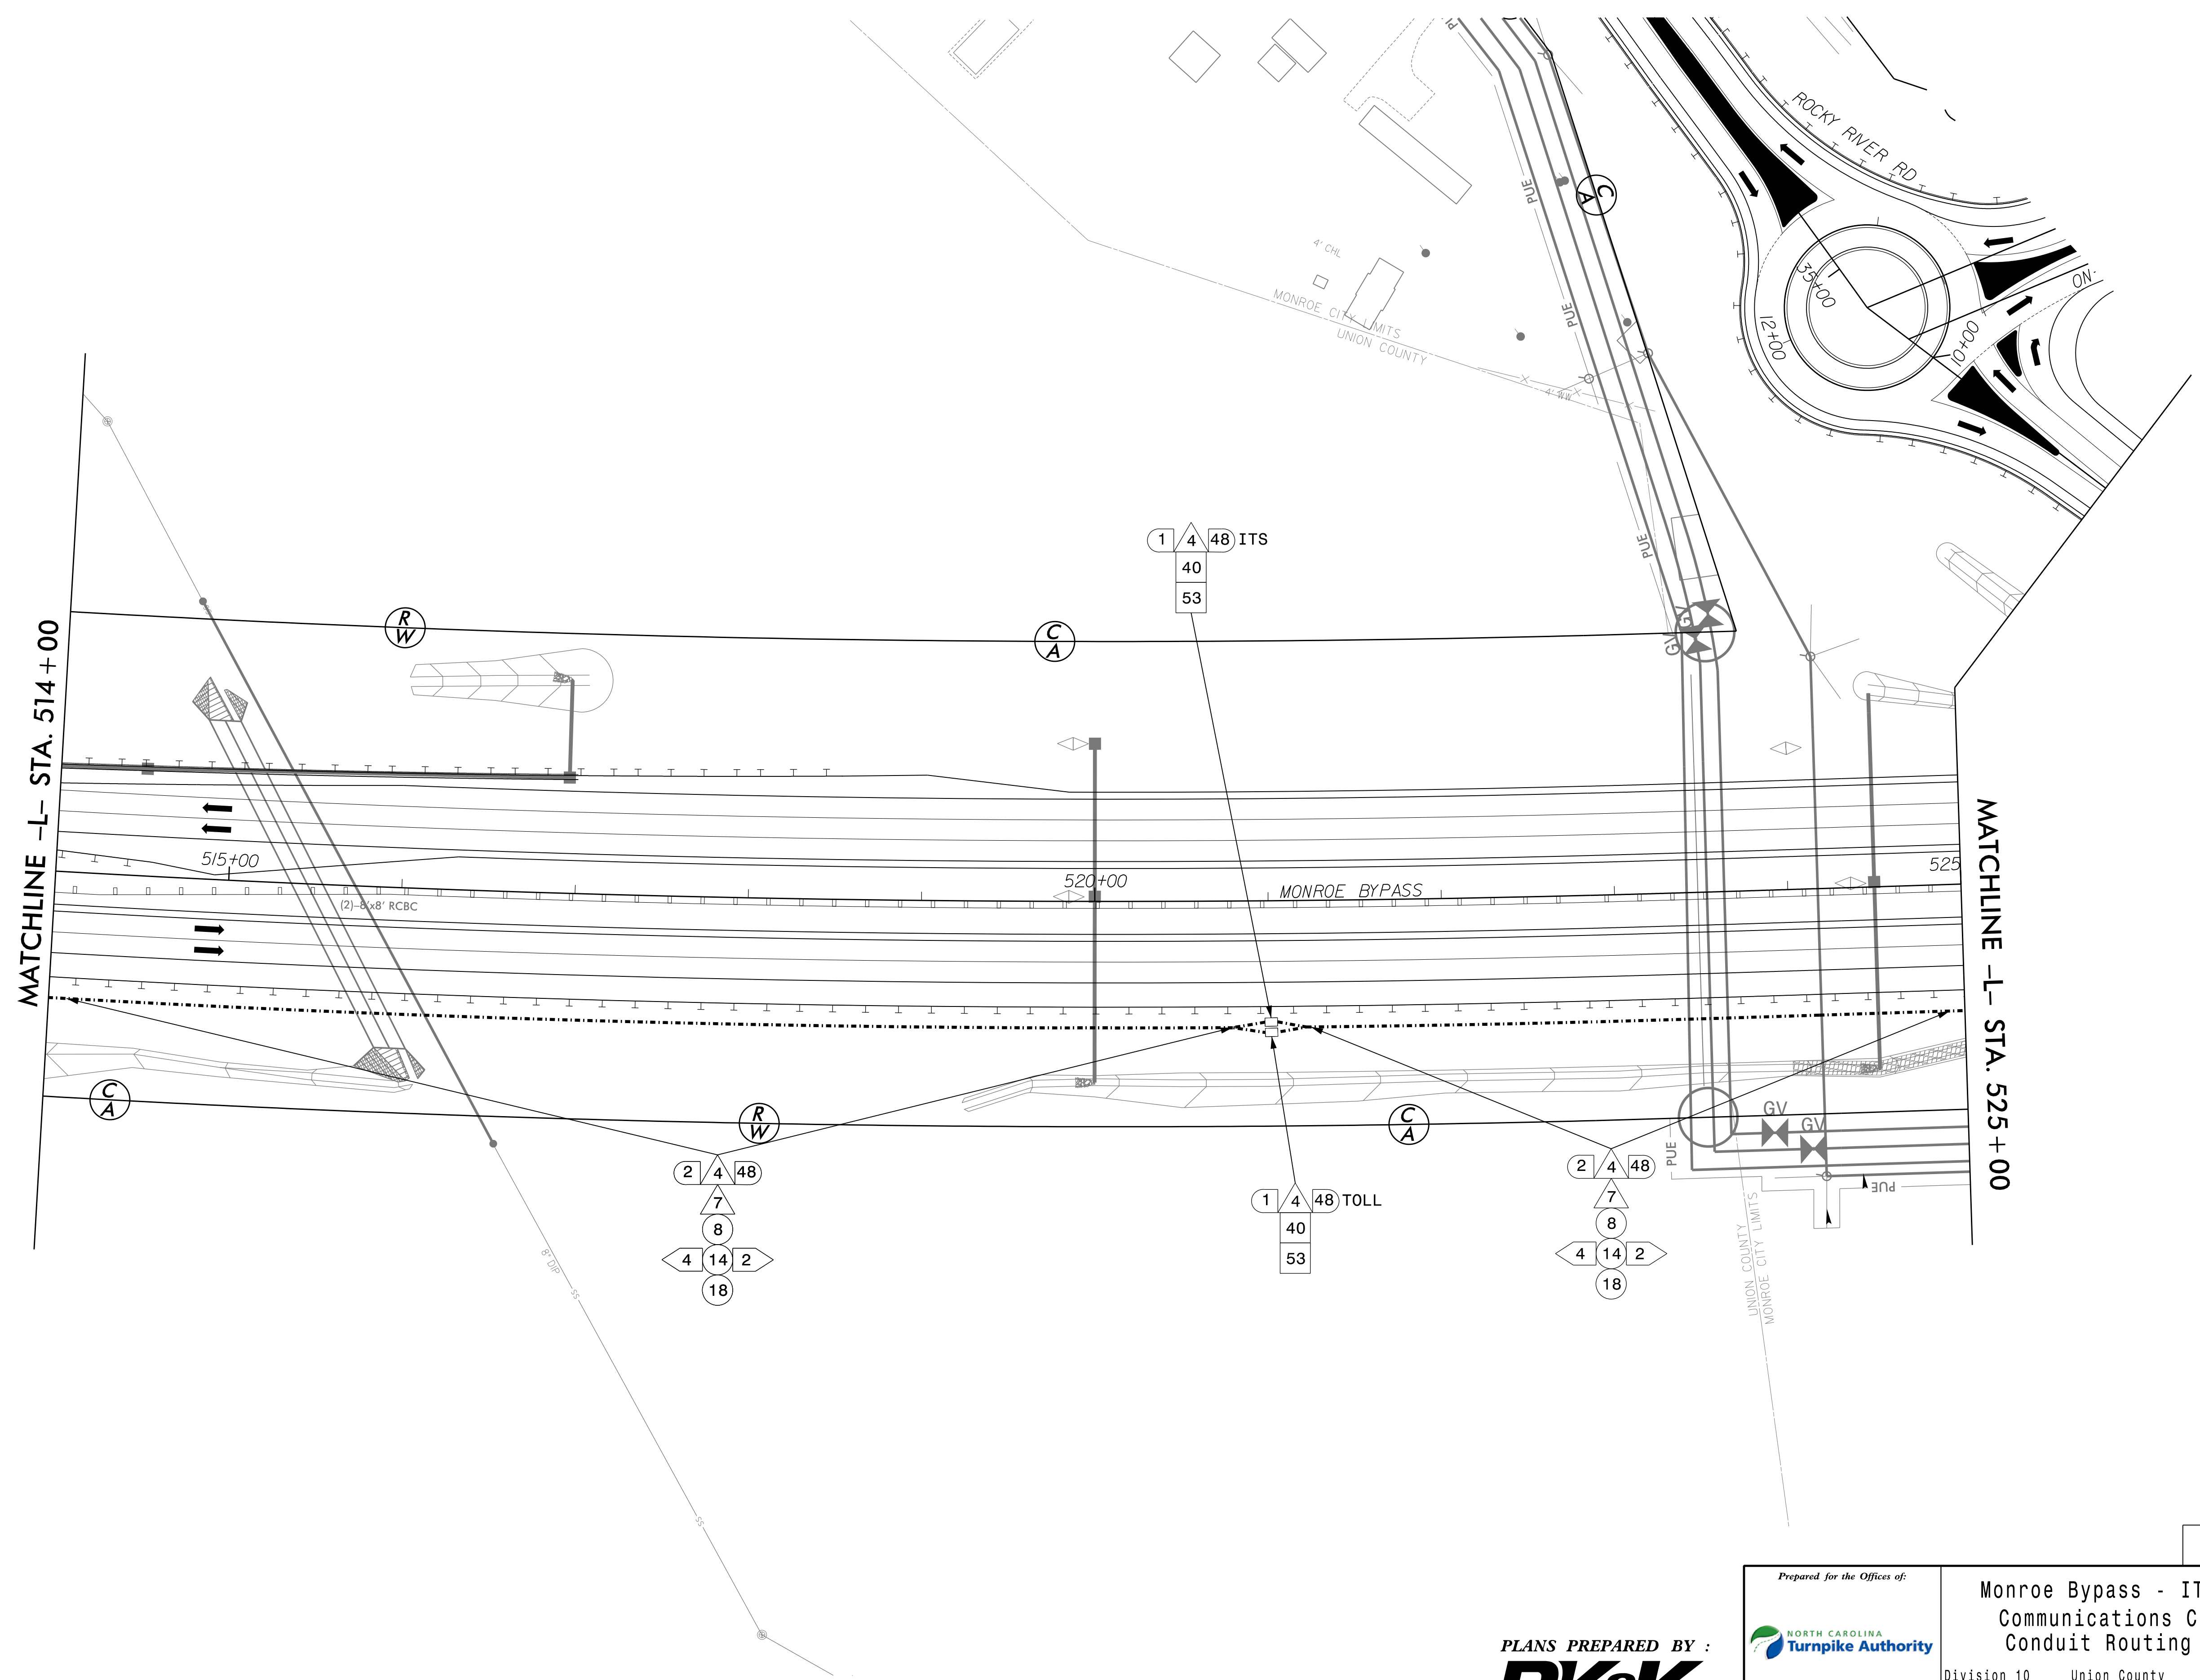 PUE
ROCKY RIVER RD
PUE
C
A
4' CHL
35+00
ON-
MONROE CITY LIMITS
UNION COUNTY
PUE
12+00
10+00
4' WW
1 4 48 ITS
40
53
PUE
R
W
C
A
GV
GV
MATCHLINE –L– STA. 514+00
515+00
520+00
MONROE BYPASS
525
(2)–8'x8' RCBC
MATCHLINE –L– STA. 525+00
C
A
R
W
C
A
GV
GV
PUE
PUE
2 4 48
7
8
4 14 2
18
1 4 48 TOLL
40
53
2 4 48
7
8
4 14 2
18
UNION COUNTY
MONROE CITY LIMITS
8" DIP
SS
SS
PLANS PREPARED BY :
Prepared for the Offices of:
NORTH CAROLINA
Turnpike Authority
Monroe Bypass - IT
Communications C
Conduit Routing
Division 10 Union County